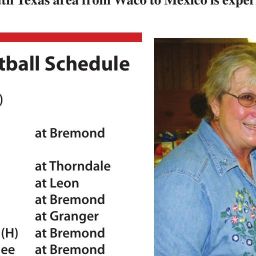 uth Texas area from Waco to Mexico is exper
tball Schedule
)
at Bremond
at Thorndale
at Leon
at Bremond
at Granger
(H) at Bremond
ee at Bremond